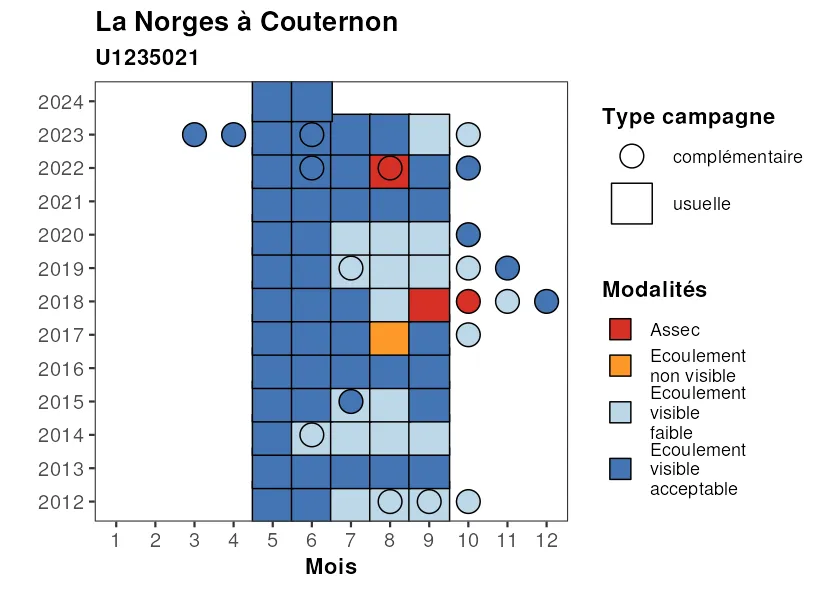 La Norges à Couternon
U1235021
2024
2023
2022
2021
2020
2019
2018
2017
2016
2015
2014
2013
2012
1 2 3 4 5 6 7 8 9 10 11 12
Mois
Type campagne
complémentaire
usuelle
Modalités
Assec
Ecoulement
non visible
Ecoulement
visible
faible
Ecoulement
visible
acceptable